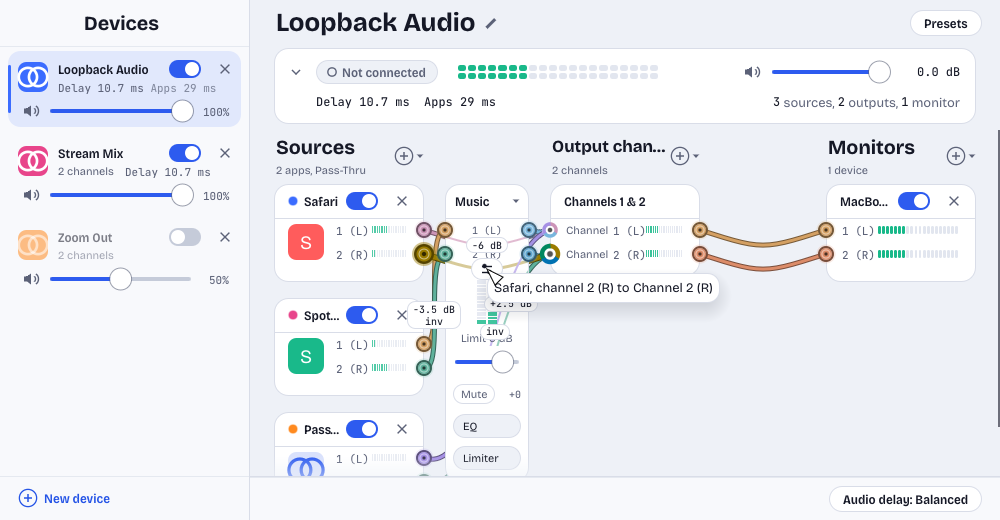 Devices
Loopback Audio
Delay 10.7 ms Apps 29 ms
100%
Stream Mix
2 channels Delay 10.7 ms
100%
Zoom Out
2 channels
50%
New device
Loopback Audio
Presets
Not connected
0.0 dB
Delay 10.7 ms Apps 29 ms
3 sources, 2 outputs, 1 monitor
Sources
2 apps, Pass-Thru
Output chan...
2 channels
Monitors
1 device
Safari
S
1 (L)
2 (R)
Music
1 (L)
-6 dB
2 (R)
Channels 1 & 2
Channel 1 (L)
Channel 2 (R)
MacBo...
1 (L)
2 (R)
Safari, channel 2 (R) to Channel 2 (R)
+2.5 dB
-3.5 dB
inv
inv
Spot...
S
1 (L)
2 (R)
Mute +0
EQ
Limiter
Pass...
1 (L)
Audio delay: Balanced